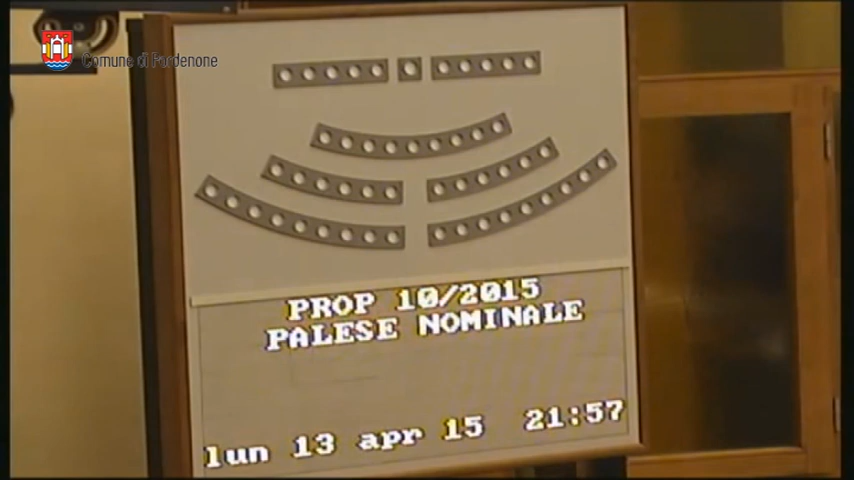 Comune di Pordenone
PROP 10/2015
PALESE NOMINALE
lun 13 apr 15 21:57